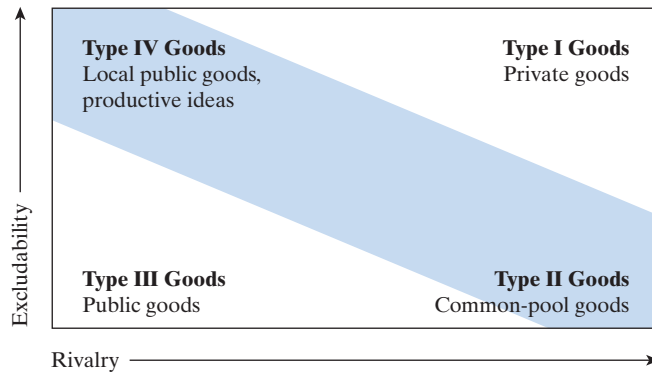 Type IV Goods
Local public goods,
productive ideas
Type I Goods
Private goods
Excludability
Type III Goods
Public goods
Type II Goods
Common-pool goods
Rivalry